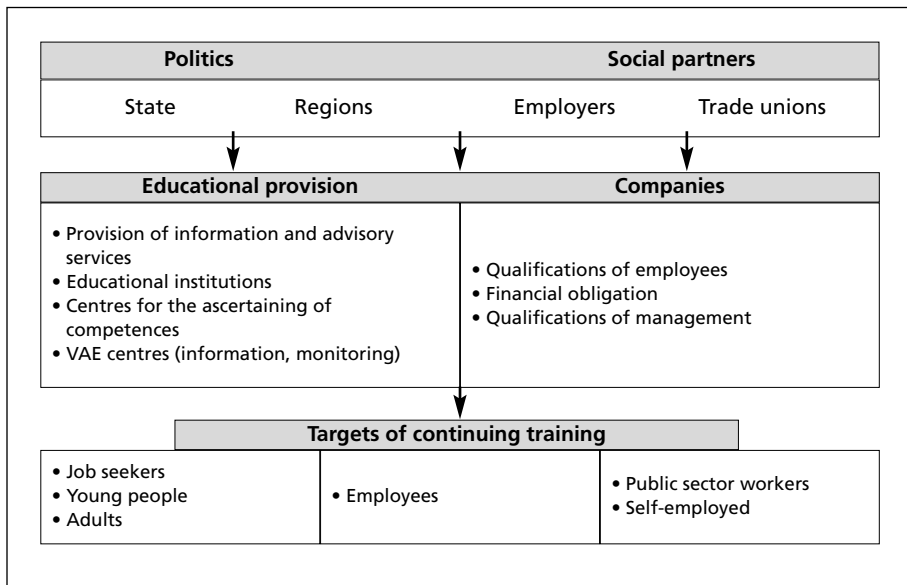 Politics Social partners
State Regions Employers Trade unions
Educational provision Companies
• Provision of information and advisory
services
• Educational institutions
• Centres for the ascertaining of
competences
• VAE centres (information, monitoring)
• Qualifications of employees
• Financial obligation
• Qualifications of management
Targets of continuing training
• Job seekers
• Young people
• Adults
• Employees
• Public sector workers
• Self-employed